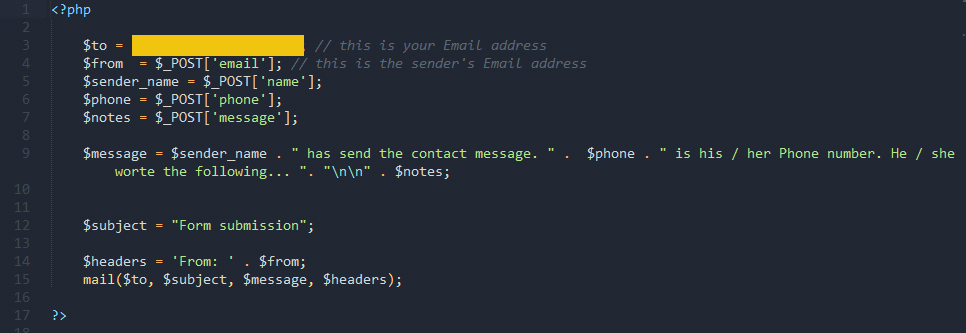 1 <?php
2
3 $to = // this is your Email address
4 $from  = $_POST['email']; // this is the sender's Email address
5 $sender_name = $_POST['name'];
6 $phone = $_POST['phone'];
7 $notes = $_POST['message'];
8
9 $message = $sender_name . " has send the contact message. " .  $phone . " is his / her Phone number. He / she
worte the following... ". "\n\n" . $notes;
10
11
12 $subject = "Form submission";
13
14 $headers = 'From: ' . $from;
15 mail($to, $subject, $message, $headers);
16
17 ?>
18